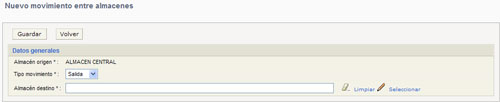 Nuevo movimiento entre almacenes
Guardar Volver
Datos generales
Almacén origen * : ALMACEN CENTRAL
Tipo movimiento * : Salida
Almacén destino * : Limpiar Seleccionar